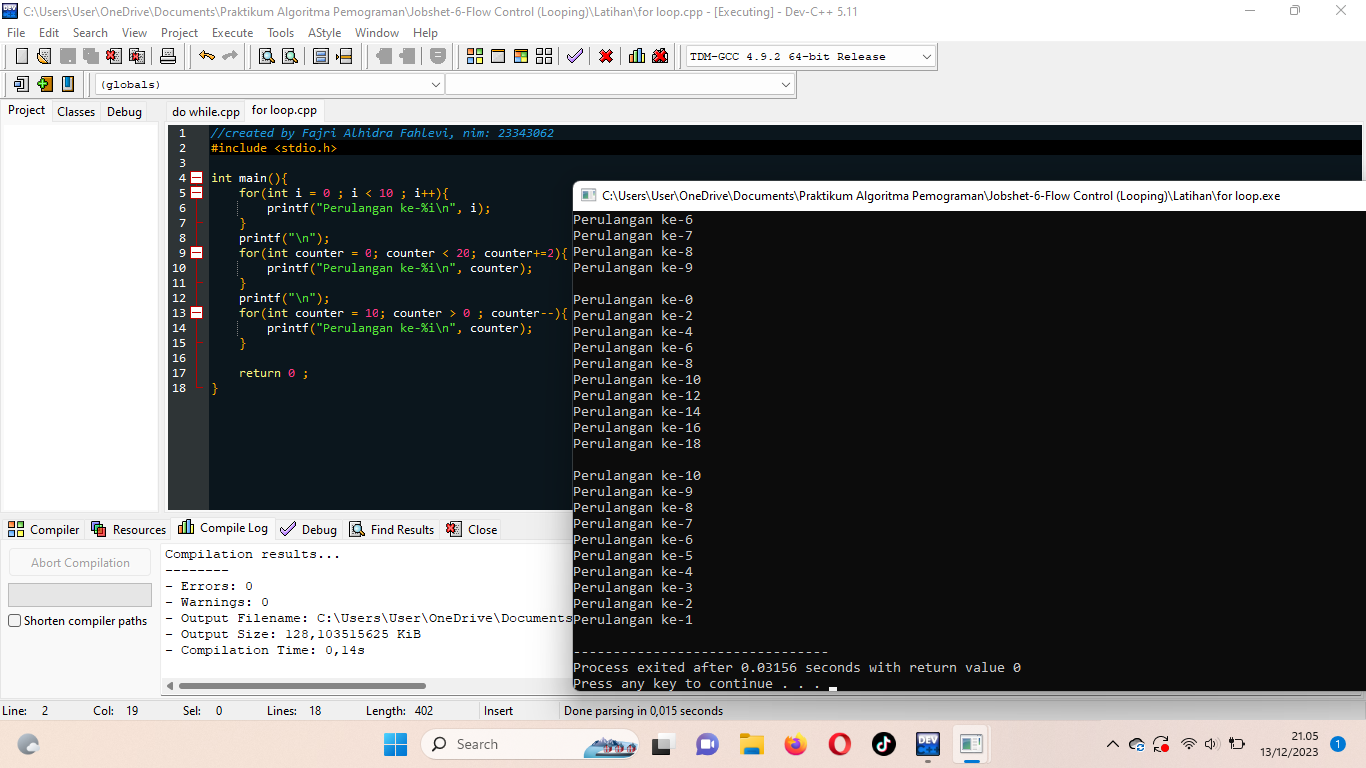 C:\Users\User\OneDrive\Documents\Praktikum Algoritma Pemograman\Jobshet-6-Flow Control (Looping)\Latihan\for loop.cpp - [Executing] - Dev-C++ 5.11
File Edit Search View Project Execute Tools AStyle Window Help
TDM-GCC 4.9.2 64-bit Release
(globals)
Project Classes Debug
do while.cpp for loop.cpp
1 //created by Fajri Alhidra Fahlevi, nim: 23343062
2 #include <stdio.h>
3
4 int main(){
5 for(int i = 0 ; i < 10 ; i++){
6 printf("Perulangan ke-%i\n", i);
7 }
8 printf("\n");
9 for(int counter = 0; counter < 20; counter+=2){
10 printf("Perulangan ke-%i\n", counter);
11 }
12 printf("\n");
13 for(int counter = 10; counter > 0 ; counter--){
14 printf("Perulangan ke-%i\n", counter);
15 }
16
17 return 0 ;
18 }
C:\Users\User\OneDrive\Documents\Praktikum Algoritma Pemograman\Jobshet-6-Flow Control (Looping)\Latihan\for loop.exe
Perulangan ke-6
Perulangan ke-7
Perulangan ke-8
Perulangan ke-9
Perulangan ke-0
Perulangan ke-2
Perulangan ke-4
Perulangan ke-6
Perulangan ke-8
Perulangan ke-10
Perulangan ke-12
Perulangan ke-14
Perulangan ke-16
Perulangan ke-18
Perulangan ke-10
Perulangan ke-9
Perulangan ke-8
Perulangan ke-7
Perulangan ke-6
Perulangan ke-5
Perulangan ke-4
Perulangan ke-3
Perulangan ke-2
Perulangan ke-1
--------------------------------
Process exited after 0.03156 seconds with return value 0
Press any key to continue . . .
Compiler Resources Compile Log Debug Find Results Close
Abort Compilation
Shorten compiler paths
Compilation results...
--------
- Errors: 0
- Warnings: 0
- Output Filename: C:\Users\User\OneDrive\Documents
- Output Size: 128,103515625 KiB
- Compilation Time: 0,14s
Line: 2 Col: 19 Sel: 0 Lines: 18 Length: 402 Insert Done parsing in 0,015 seconds
Search
DEV
DEV
21.05
13/12/2023
1